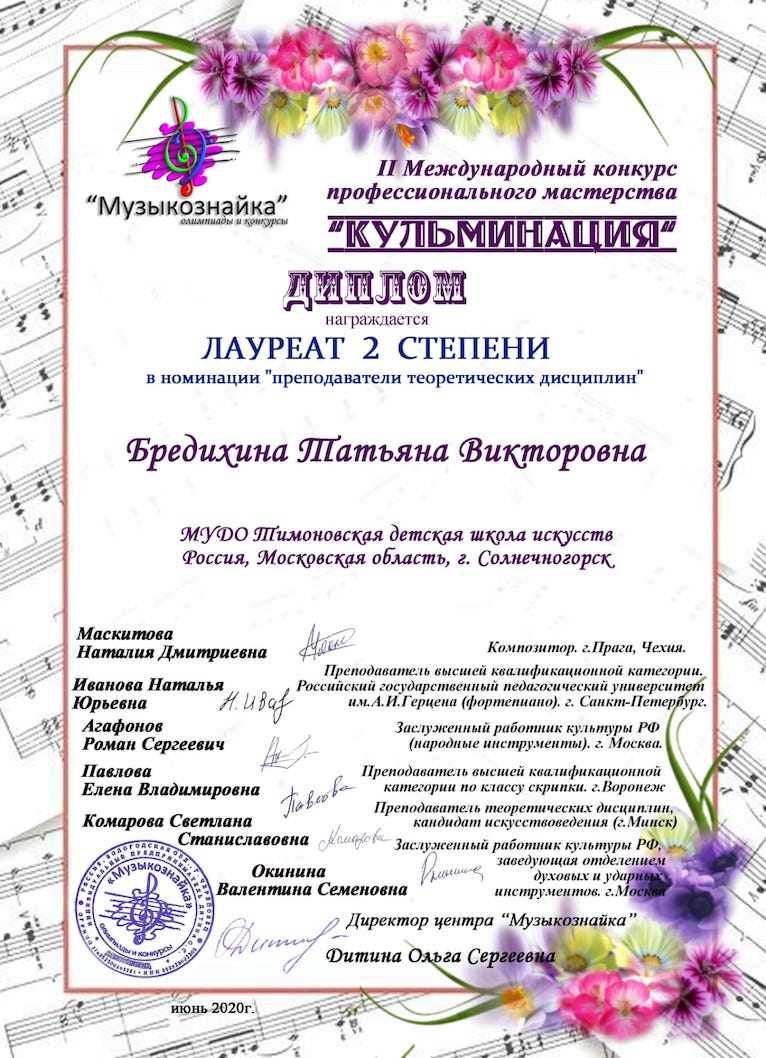 II Международный конкурс
профессионального мастерства
"КУЛЬМИНАЦИЯ"
"Музыкознайка"
олимпиады и конкурсы
ДИПЛОМ
награждается
ЛАУРЕАТ 2 СТЕПЕНИ
в номинации "преподаватели теоретических дисциплин"
Бредихина Татьяна Викторовна
МУДО Тимоновская детская школа искусств
Россия, Московская область, г. Солнечногорск
Маскитова
Наталия Дмитриевна
Композитор. г.Прага, Чехия.
Иванова Наталья
Юрьевна
Н. Ива
Преподаватель высшей квалификационной категории.
Российский государственный педагогический университет
им.А.И.Герцена (фортепиано). г. Санкт-Петербург.
Агафонов
Роман Сергеевич
Заслуженный работник культуры РФ
(народные инструменты). г. Москва.
Павлова
Елена Владимировна
Павлова
Преподаватель высшей квалификационной
категории по классу скрипки. г.Воронеж
Комарова Светлана
Станиславовна
Комарова
Преподаватель теоретических дисциплин,
кандидат искусствоведения (г.Минск)
Окинина
Валентина Семеновна
Заслуженный работник культуры РФ,
заведующая отделением
духовых и ударных
инструментов. г.Москва
Директор центра "Музыкознайка"
Дитина Ольга Сергеевна
«Музыкознайка»
олимпиады и конкурсы
июнь 2020г.